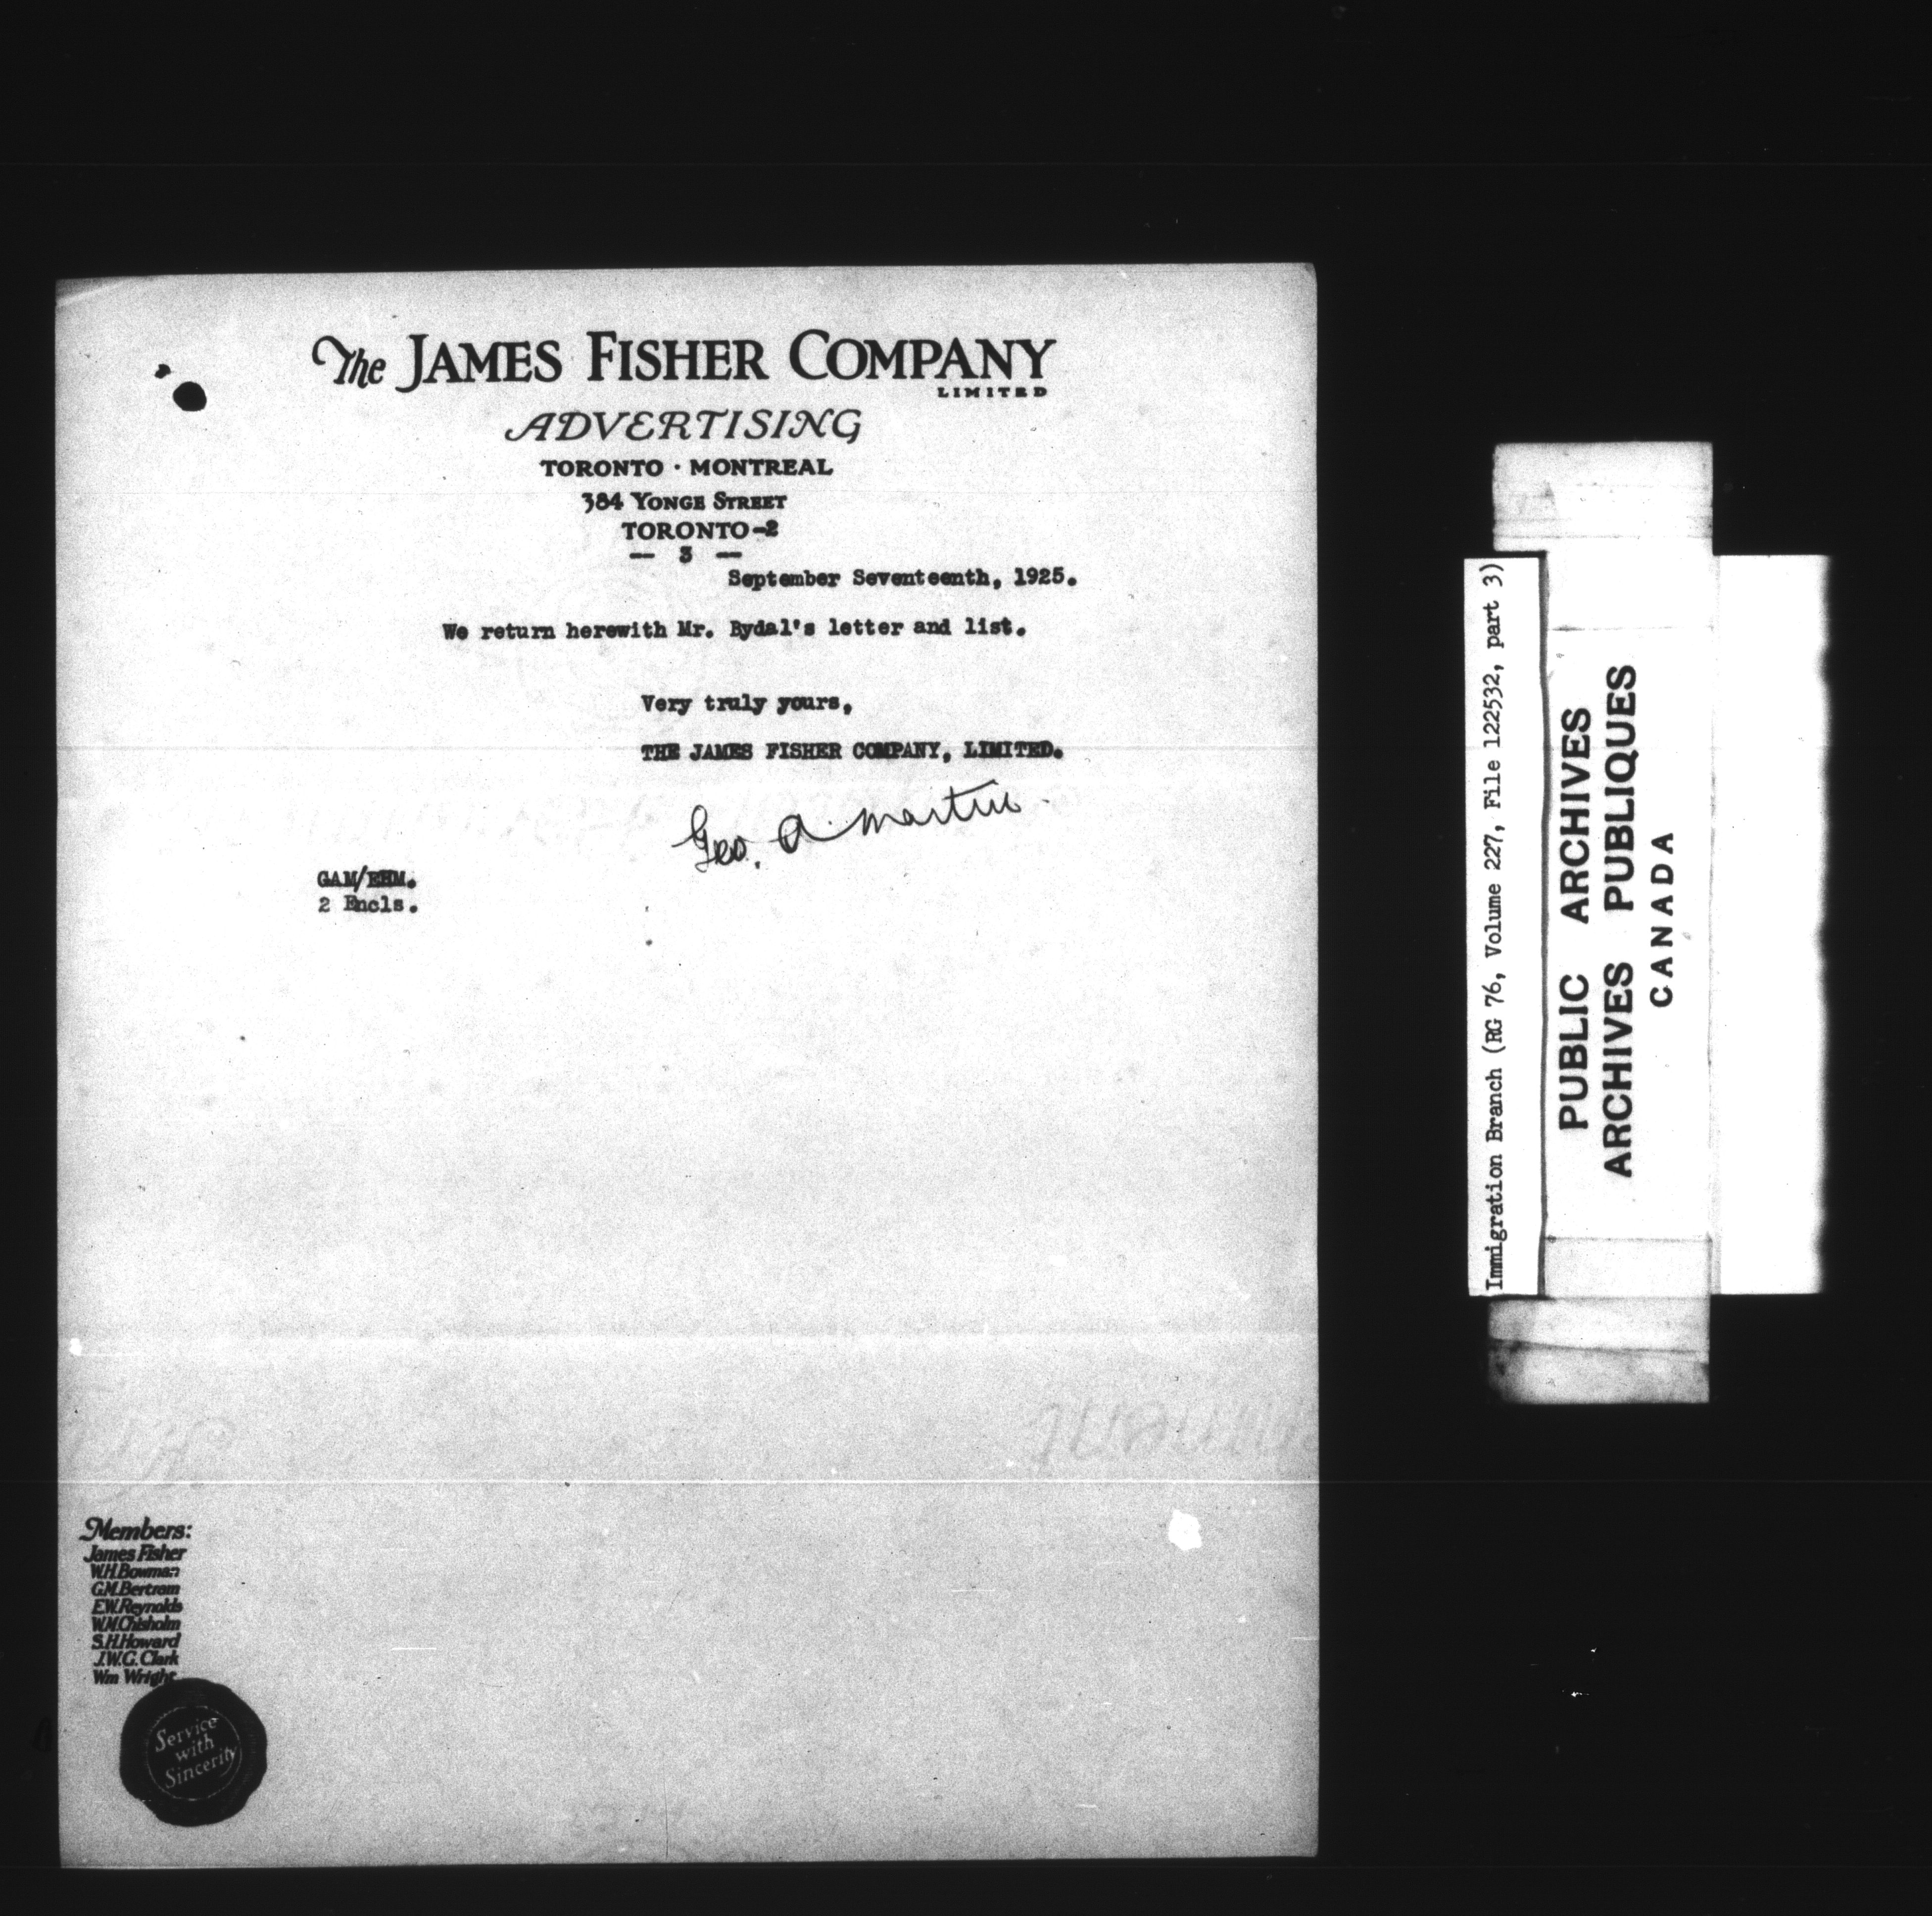 The JAMES FISHER COMPANY
LIMITED
ADVERTISING
TORONTO · MONTREAL
384 YONGE STREET
TORONTO-2
— 3 —
September Seventeenth, 1925.
We return herewith Mr. Rydal's letter and list.
Very truly yours,
THE JAMES FISHER COMPANY, LIMITED.
Geo. A. Martin.
GAM/EHM.
2 Encls.
Members:
James Fisher
W.H.Bowman
G.M.Bertram
E.W.Reynolds
W.M.Chisholm
S.H.Howard
J.W.G.Clark
Wm Wright
Service
with
Sincerity
Immigration Branch (RG 76, Volume 227, File 122532, part 3)
PUBLIC ARCHIVES
ARCHIVES PUBLIQUES
CANADA